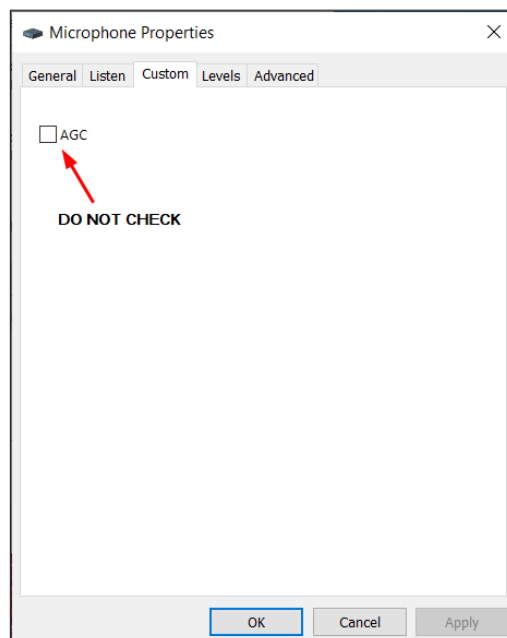 Microphone Properties
General Listen Custom Levels Advanced
AGC
DO NOT CHECK
OK Cancel Apply